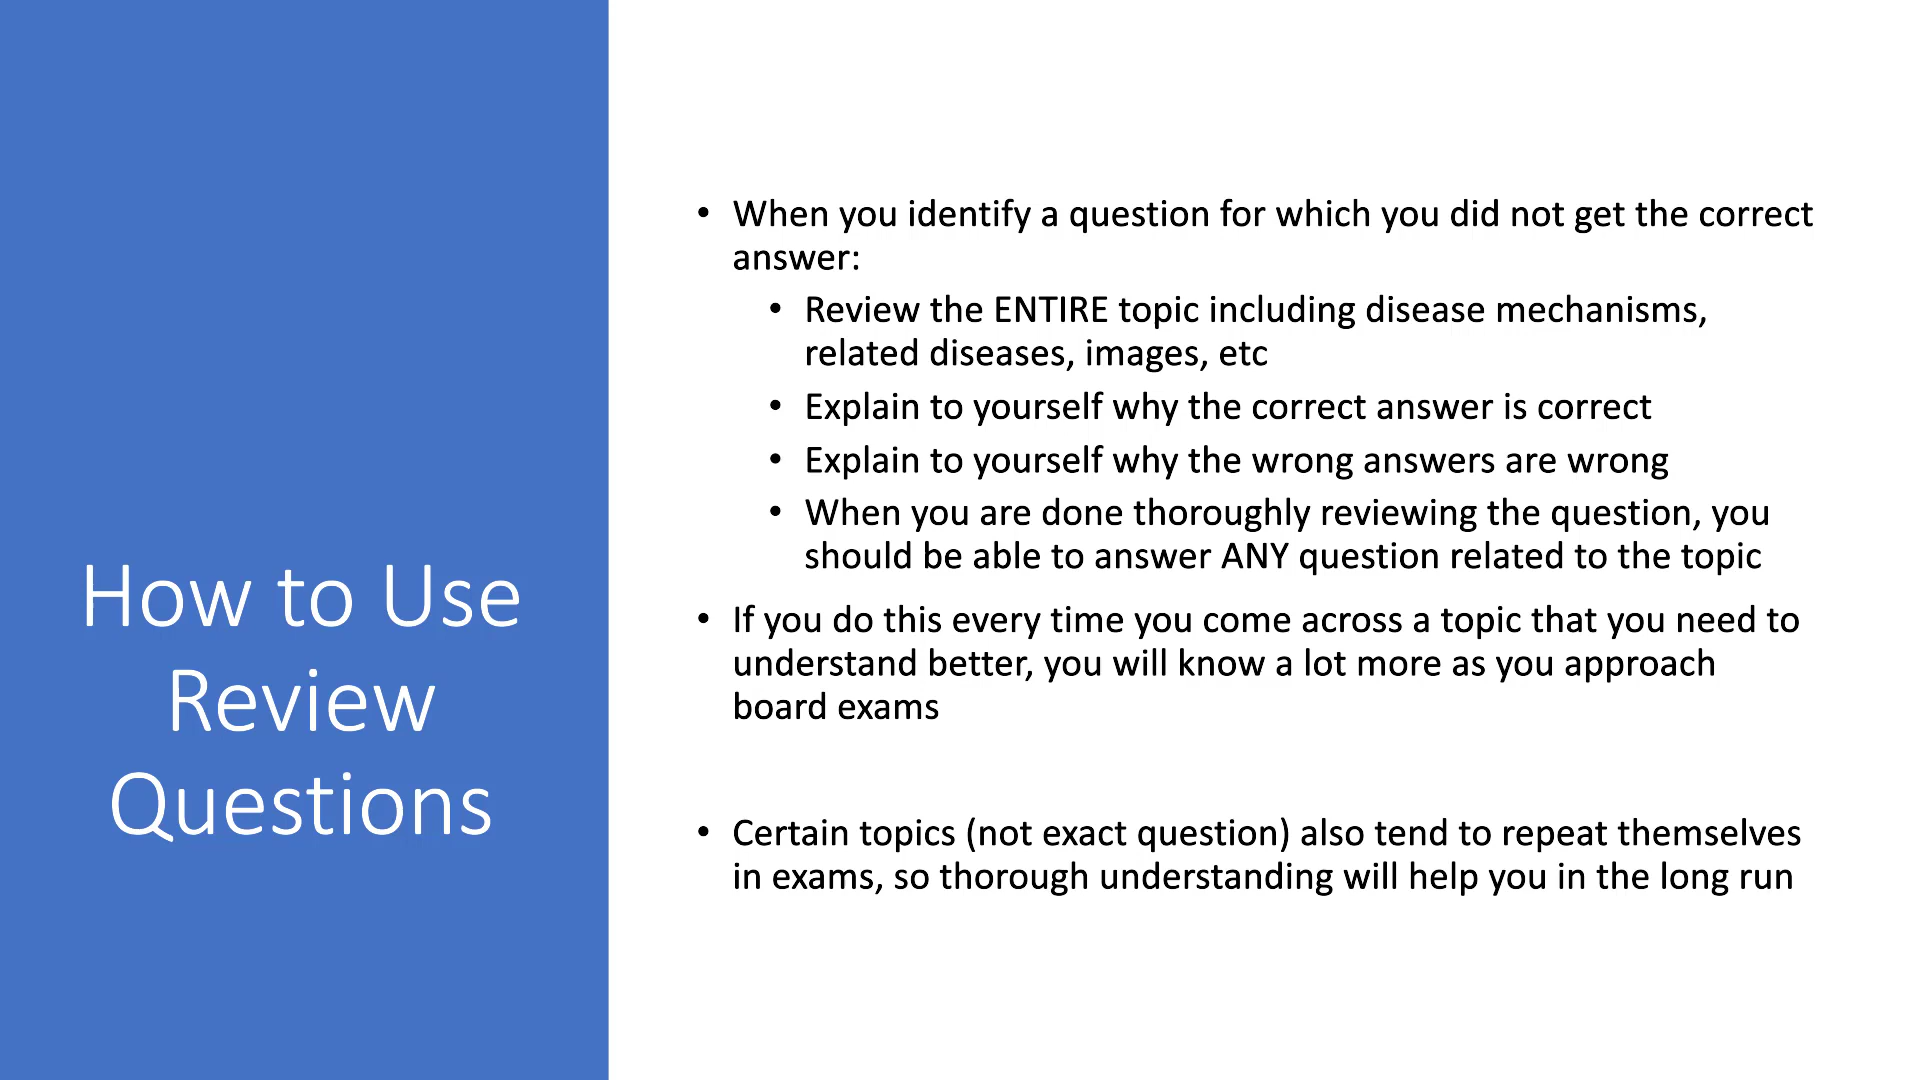 How to Use
Review
Questions
• When you identify a question for which you did not get the correct
answer:
• Review the ENTIRE topic including disease mechanisms,
related diseases, images, etc
• Explain to yourself why the correct answer is correct
• Explain to yourself why the wrong answers are wrong
• When you are done thoroughly reviewing the question, you
should be able to answer ANY question related to the topic
• If you do this every time you come across a topic that you need to
understand better, you will know a lot more as you approach
board exams
• Certain topics (not exact question) also tend to repeat themselves
in exams, so thorough understanding will help you in the long run